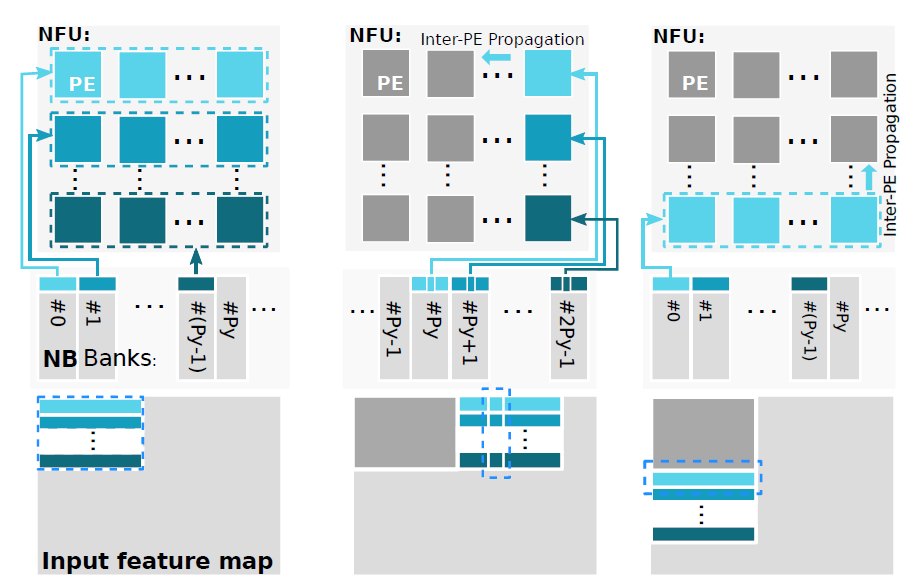 NFU:
PE
#0
#1
#(Py-1)
#Py
NB Banks:
Input feature map
NFU:
Inter-PE Propagation
PE
#Py-1
#Py
#Py+1
#2Py-1
NFU:
PE
Inter-PE Propagation
#0
#1
#(Py-1)
#Py